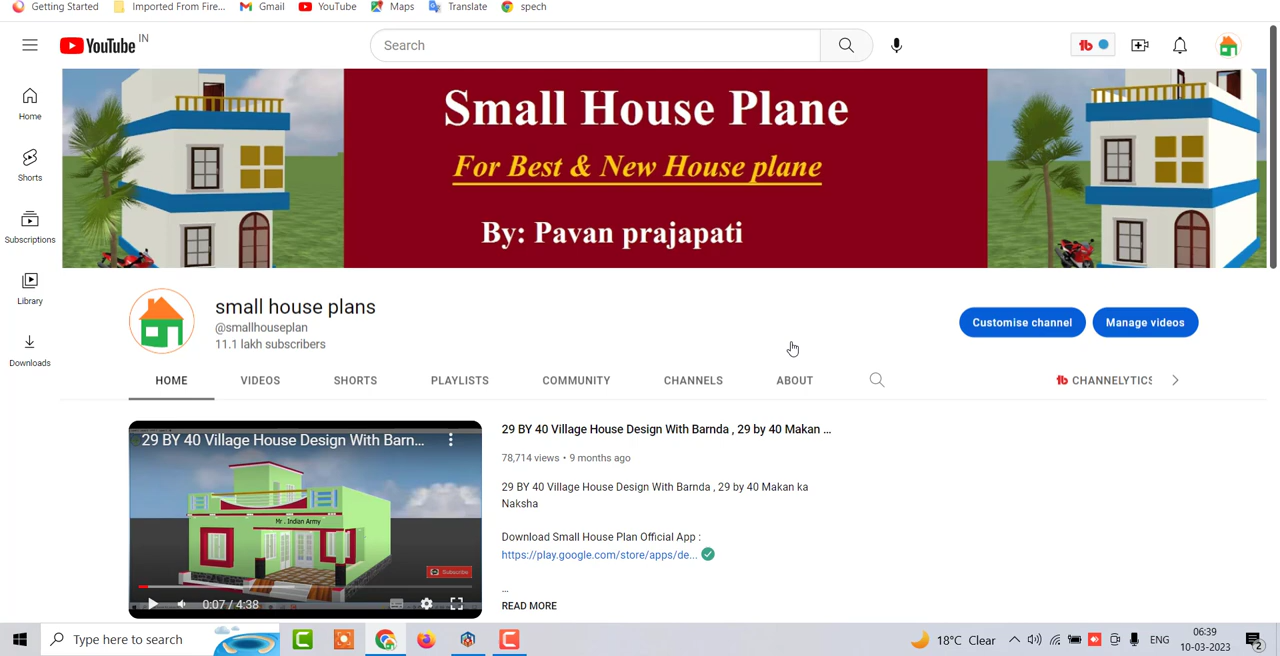 Getting Started Imported From Fire... Gmail YouTube Maps Translate spech
YouTube IN
Search
tb
Small House Plane
For Best & New House plane
By: Pavan prajapati
Home
Shorts
Subscriptions
Library
Downloads
small house plans
@smallhouseplan
11.1 lakh subscribers
Customise channel Manage videos
HOME VIDEOS SHORTS PLAYLISTS COMMUNITY CHANNELS ABOUT tb CHANNELYTICS
29 BY 40 Village House Design With Barn...
Mr . Indian Army
Subscribe
0:07 / 4:38
29 BY 40 Village House Design With Barnda , 29 by 40 Makan ...
78,714 views • 9 months ago
29 BY 40 Village House Design With Barnda , 29 by 40 Makan ka
Naksha
Download Small House Plan Official App :
https://play.google.com/store/apps/de...
...
READ MORE
Type here to search
18°C Clear
ENG
06:39
10-03-2023
2